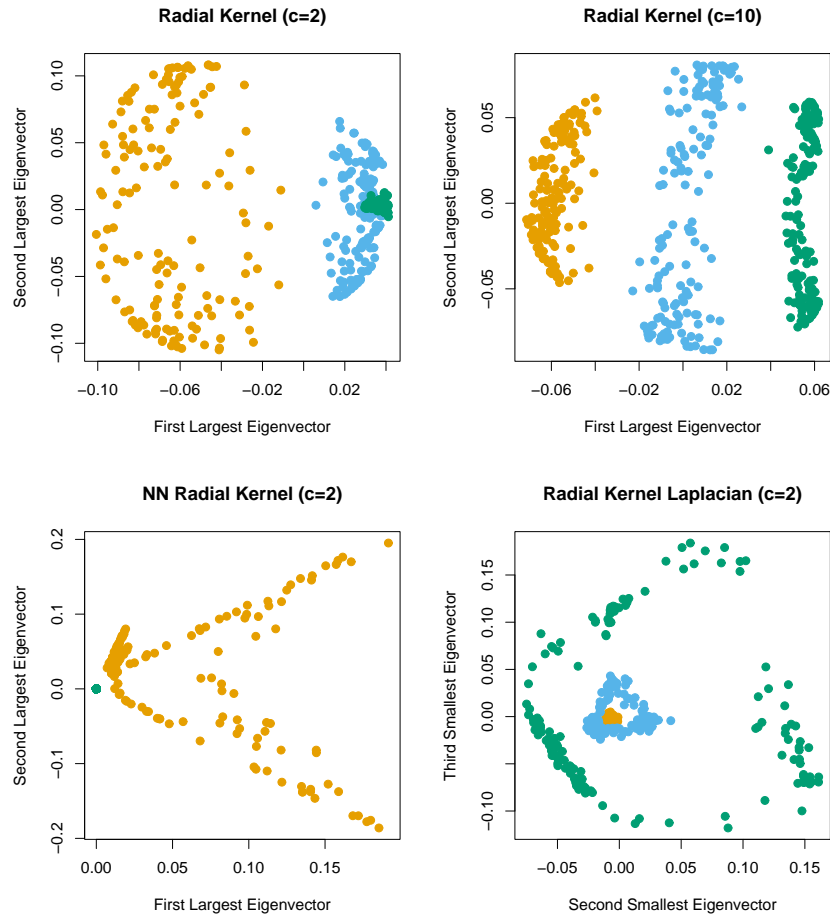 Radial Kernel (c=2)
Second Largest Eigenvector
0.10
0.05
0.00
−0.05
−0.10
−0.10
−0.06
−0.02
0.02
First Largest Eigenvector
Radial Kernel (c=10)
Second Largest Eigenvector
0.05
0.00
−0.05
−0.06
−0.02
0.02
0.06
First Largest Eigenvector
NN Radial Kernel (c=2)
Second Largest Eigenvector
0.2
0.1
0.0
−0.1
−0.2
0.00
0.05
0.10
0.15
First Largest Eigenvector
Radial Kernel Laplacian (c=2)
Third Smallest Eigenvector
0.15
0.10
0.05
0.00
−0.10
−0.05
0.00
0.05
0.10
0.15
Second Smallest Eigenvector